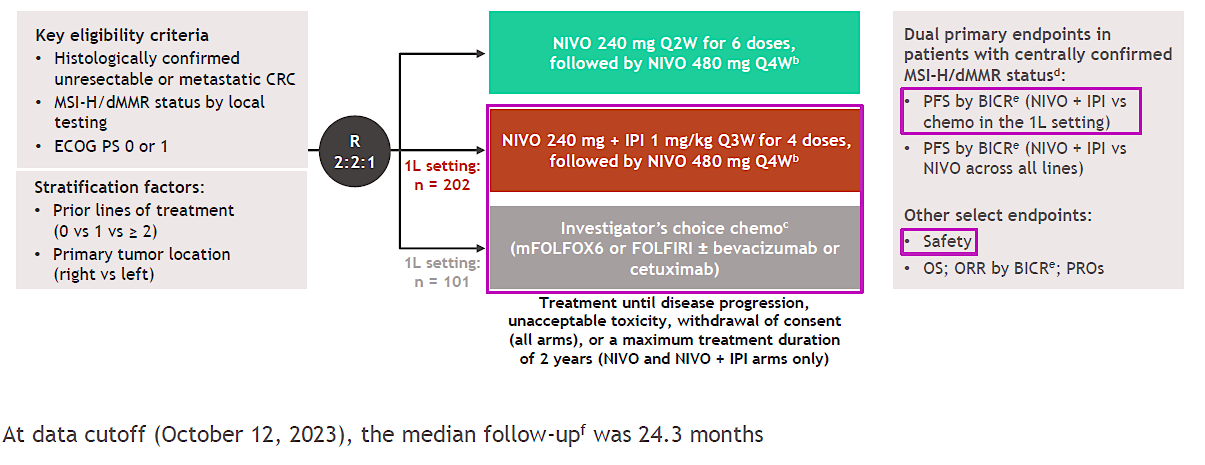 Key eligibility criteria
• Histologically confirmed
unresectable or metastatic CRC
• MSI-H/dMMR status by local
testing
• ECOG PS 0 or 1
Stratification factors:
• Prior lines of treatment
(0 vs 1 vs ≥ 2)
• Primary tumor location
(right vs left)
R
2:2:1
NIVO 240 mg Q2W for 6 doses,
followed by NIVO 480 mg Q4Wᵇ
1L setting:
n = 202
NIVO 240 mg + IPI 1 mg/kg Q3W for 4 doses,
followed by NIVO 480 mg Q4Wᵇ
1L setting:
n = 101
Investigator’s choice chemoᶜ
(mFOLFOX6 or FOLFIRI ± bevacizumab or
cetuximab)
Treatment until disease progression,
unacceptable toxicity, withdrawal of consent
(all arms), or a maximum treatment duration
of 2 years (NIVO and NIVO + IPI arms only)
Dual primary endpoints in
patients with centrally confirmed
MSI-H/dMMR statusᵈ:
• PFS by BICRᵉ (NIVO + IPI vs
chemo in the 1L setting)
• PFS by BICRᵉ (NIVO + IPI vs
NIVO across all lines)
Other select endpoints:
• Safety
• OS; ORR by BICRᵉ; PROs
At data cutoff (October 12, 2023), the median follow-upᶠ was 24.3 months